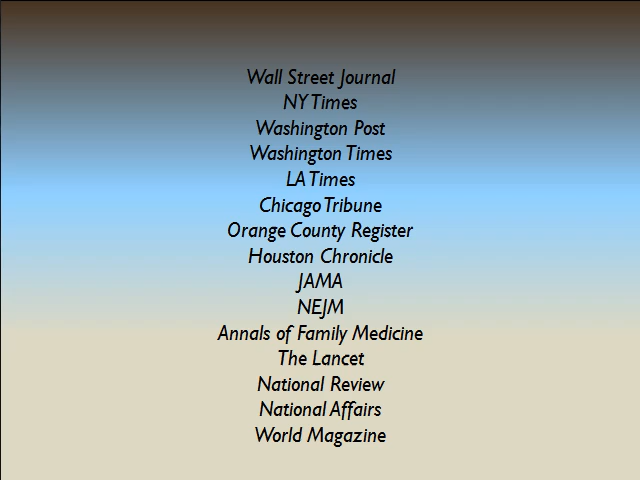 Wall Street Journal
NY Times
Washington Post
Washington Times
LA Times
Chicago Tribune
Orange County Register
Houston Chronicle
JAMA
NEJM
Annals of Family Medicine
The Lancet
National Review
National Affairs
World Magazine